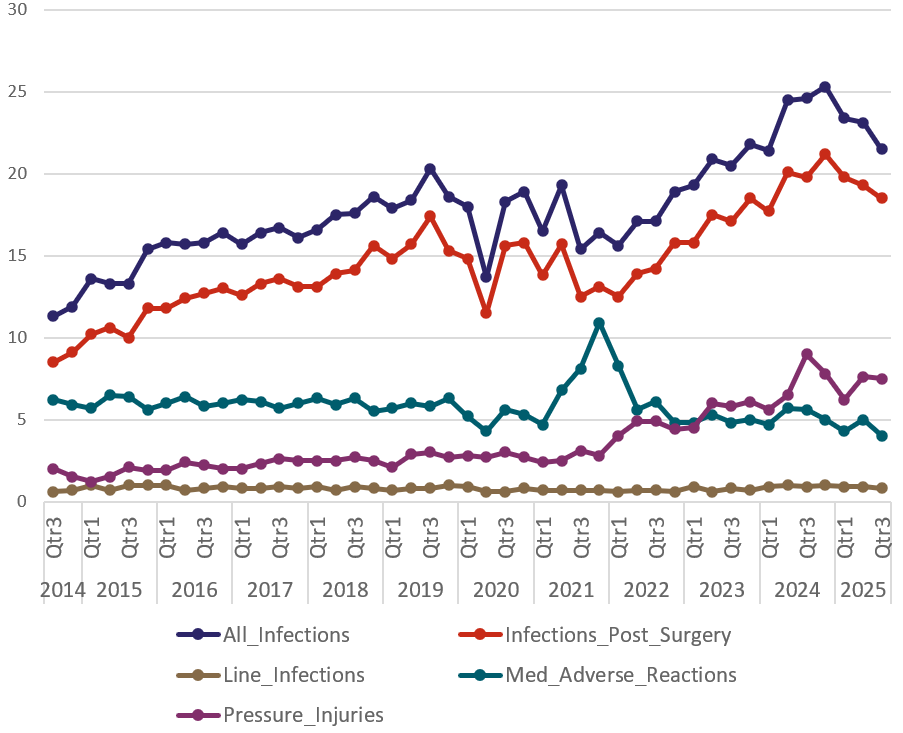 30
25
20
15
10
5
0
Qtr3 Qtr1 Qtr3 Qtr1 Qtr3 Qtr1 Qtr3 Qtr1 Qtr3 Qtr1 Qtr3 Qtr1 Qtr3 Qtr1 Qtr3 Qtr1 Qtr3 Qtr1 Qtr3 Qtr1 Qtr3 Qtr1 Qtr3
2014 2015 2016 2017 2018 2019 2020 2021 2022 2023 2024 2025
All_Infections Infections_Post_Surgery
Line_Infections Med_Adverse_Reactions
Pressure_Injuries